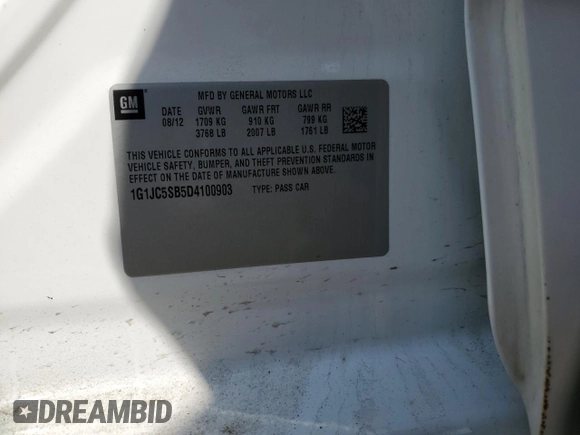 GM
MFD BY GENERAL MOTORS LLC
DATE GVWR GAWR FRT GAWR RR
08/12 1709 KG 910 KG 799 KG
3768 LB 2007 LB 1761 LB
THIS VEHICLE CONFORMS TO ALL APPLICABLE U.S. FEDERAL MOTOR
VEHICLE SAFETY, BUMPER, AND THEFT PREVENTION STANDARDS IN
EFFECT ON THE DATE OF MANUFACTURE SHOWN ABOVE.
1G1JC5SB5D4100903 TYPE: PASS CAR
DREAMBID